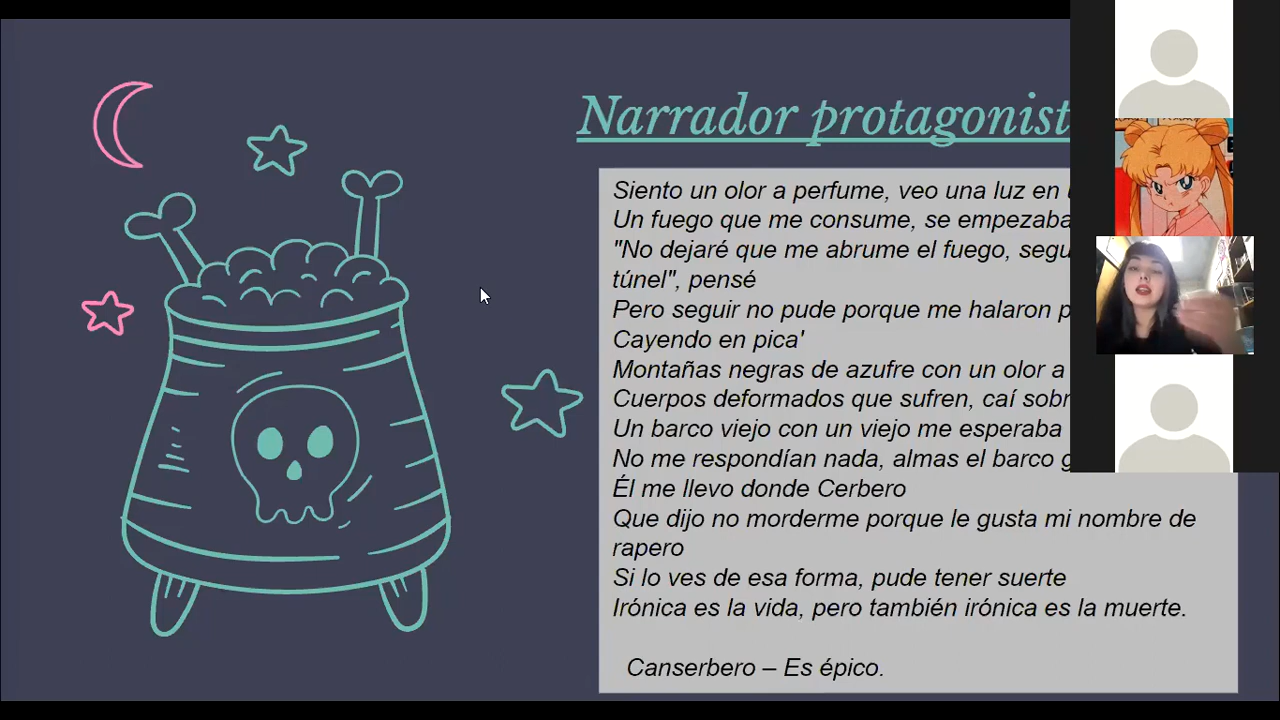 Narrador protagonist
Siento un olor a perfume, veo una luz en
Un fuego que me consume, se empezaba
"No dejaré que me abrume el fuego, segu
túnel", pensé
Pero seguir no pude porque me halaron p
Cayendo en pica'
Montañas negras de azufre con un olor a
Cuerpos deformados que sufren, caí sobr
Un barco viejo con un viejo me esperaba
No me respondían nada, almas el barco g
Él me llevo donde Cerbero
Que dijo no morderme porque le gusta mi nombre de
rapero
Si lo ves de esa forma, pude tener suerte
Irónica es la vida, pero también irónica es la muerte.
Canserbero – Es épico.